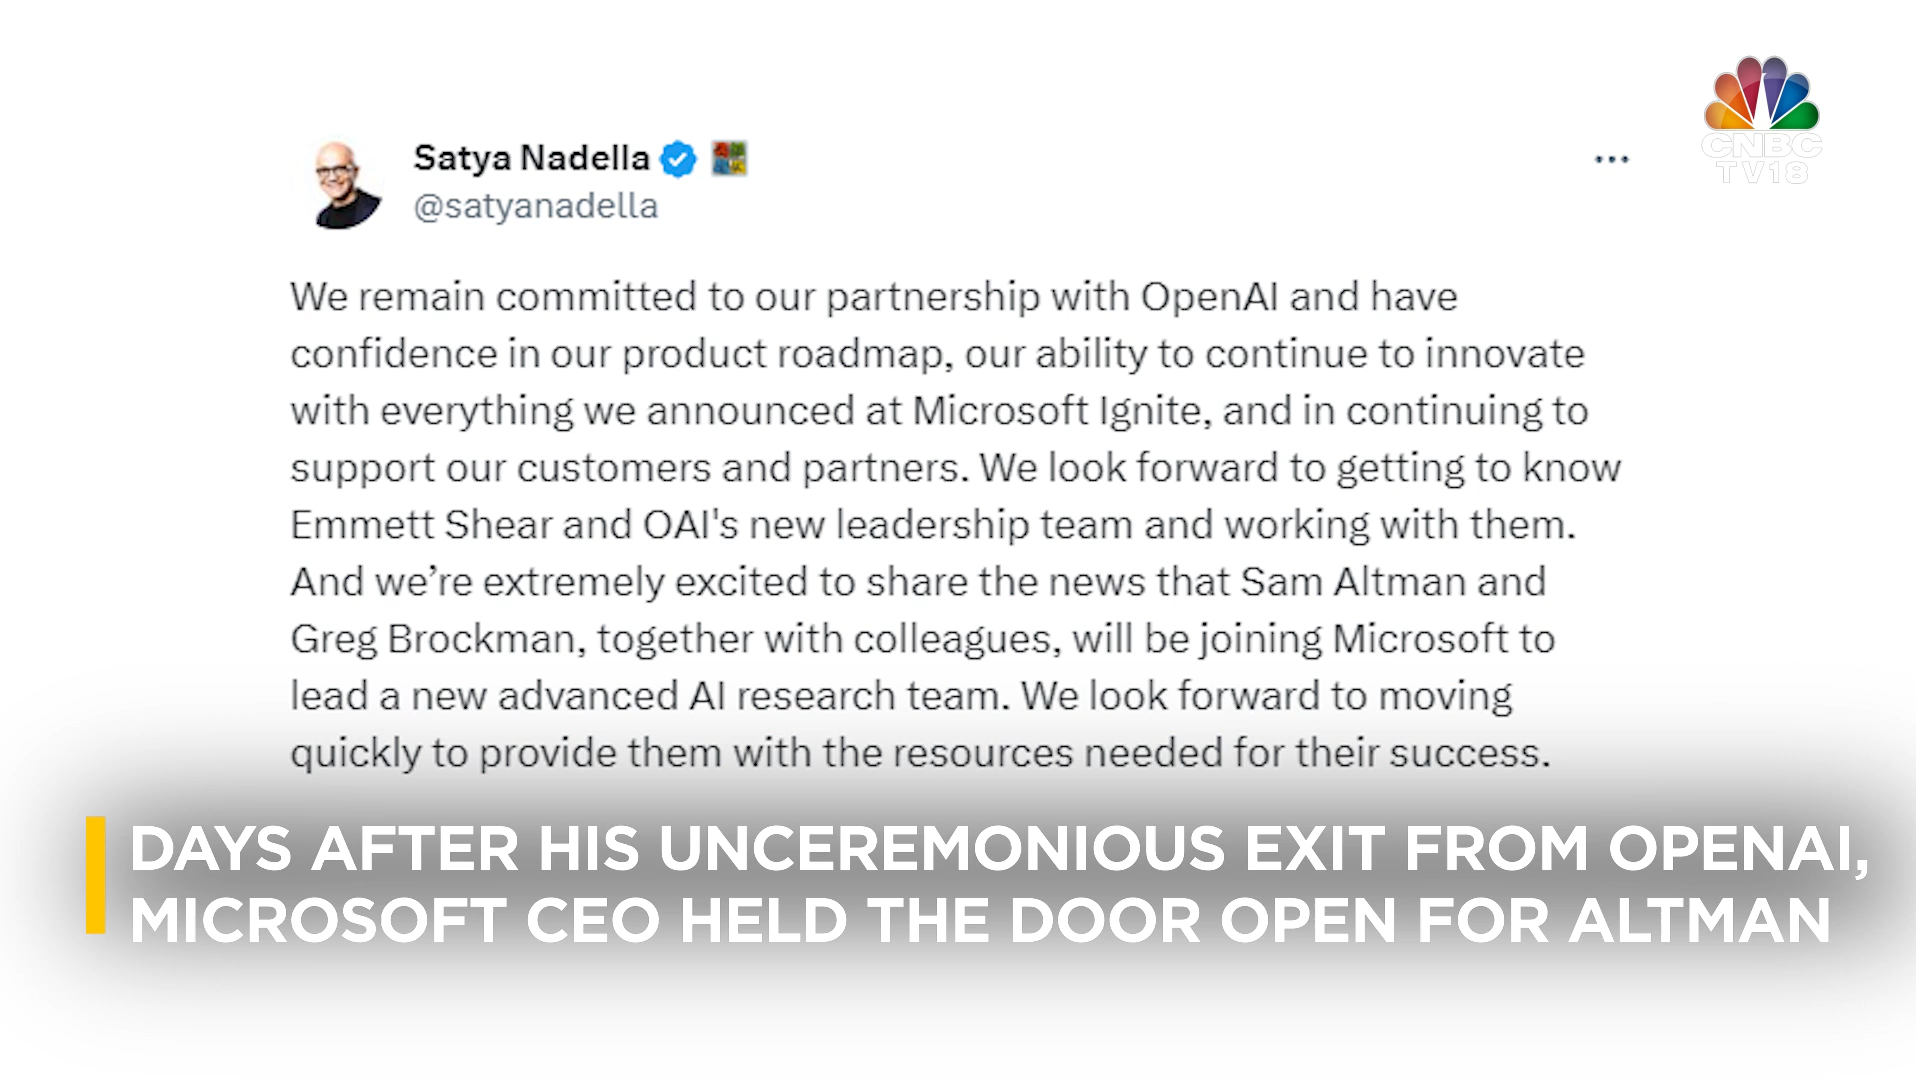 Satya Nadella
@satyanadella
CNBC
TV18
We remain committed to our partnership with OpenAI and have
confidence in our product roadmap, our ability to continue to innovate
with everything we announced at Microsoft Ignite, and in continuing to
support our customers and partners. We look forward to getting to know
Emmett Shear and OAI's new leadership team and working with them.
And we’re extremely excited to share the news that Sam Altman and
Greg Brockman, together with colleagues, will be joining Microsoft to
lead a new advanced AI research team. We look forward to moving
quickly to provide them with the resources needed for their success.
DAYS AFTER HIS UNCEREMONIOUS EXIT FROM OPENAI,
MICROSOFT CEO HELD THE DOOR OPEN FOR ALTMAN